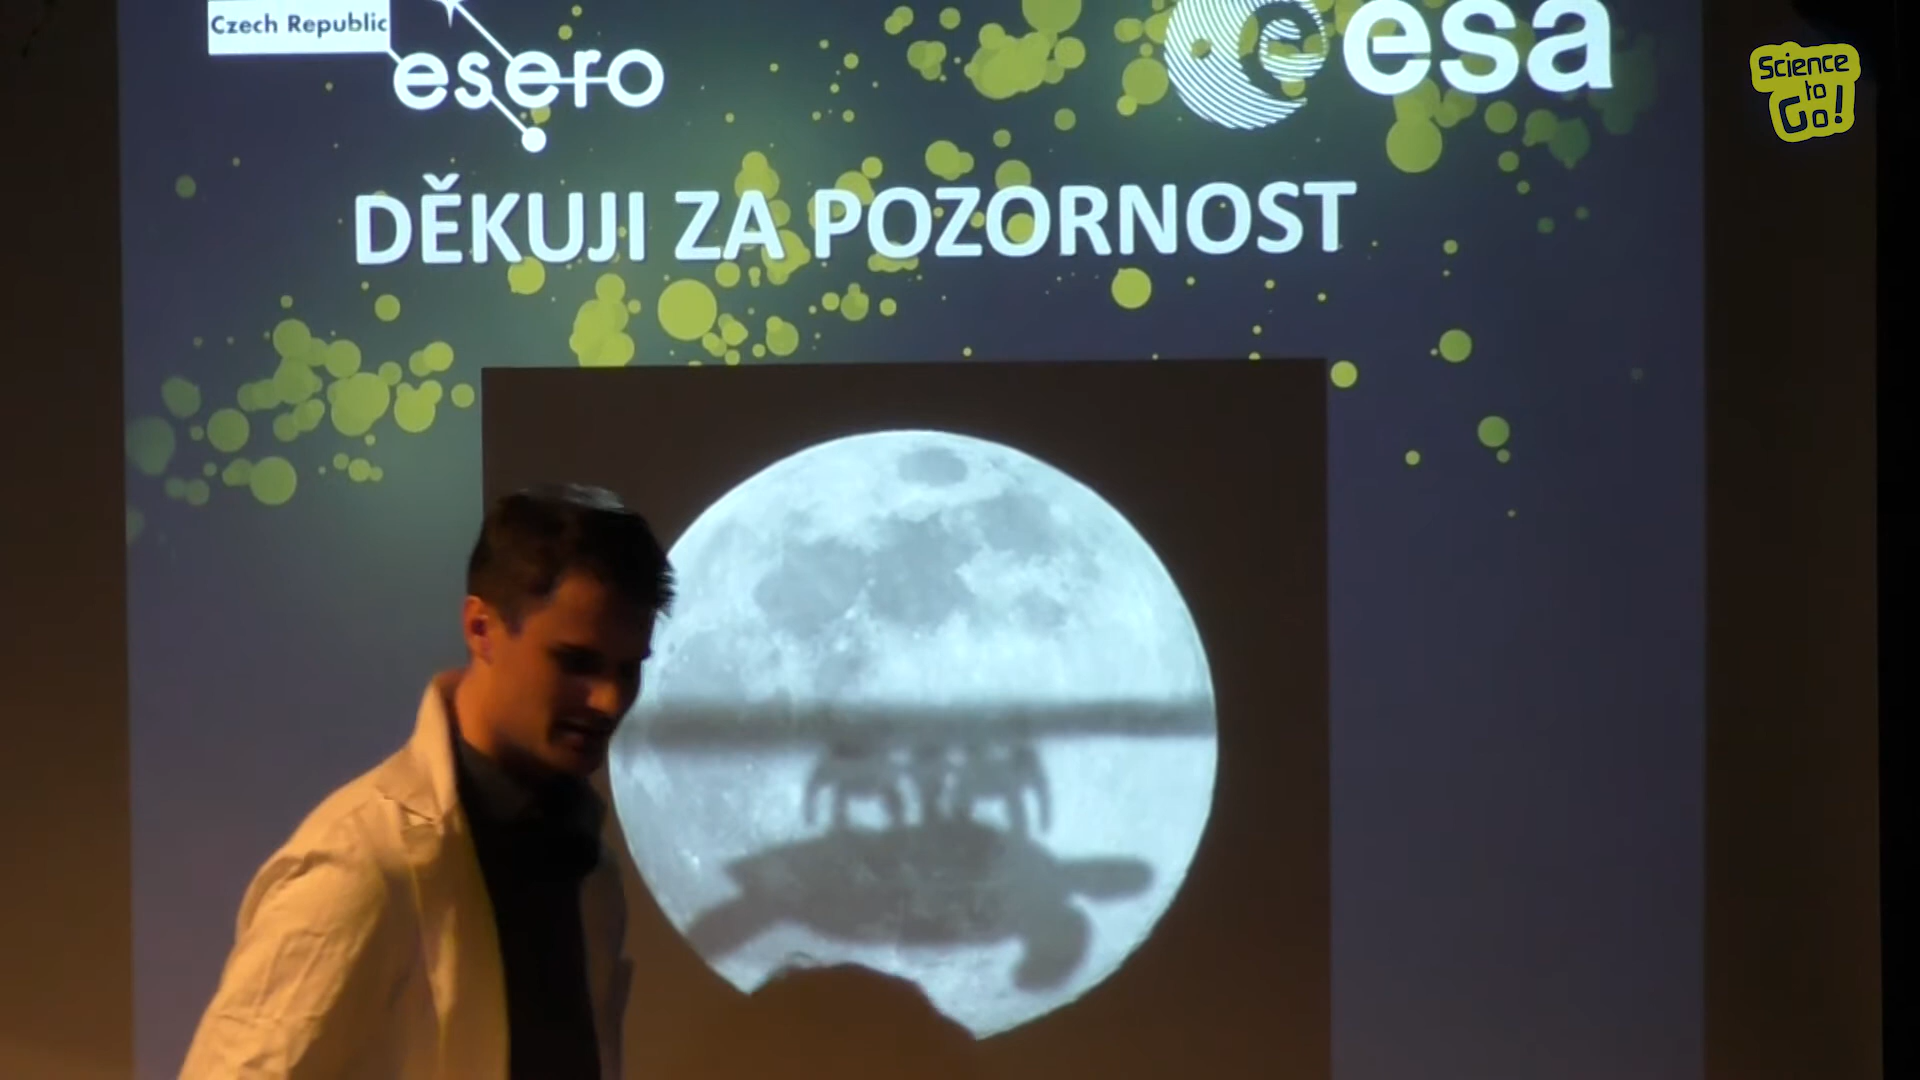 Czech Republic
esero
esa
Science
to
Go!
DĚKUJI ZA POZORNOST